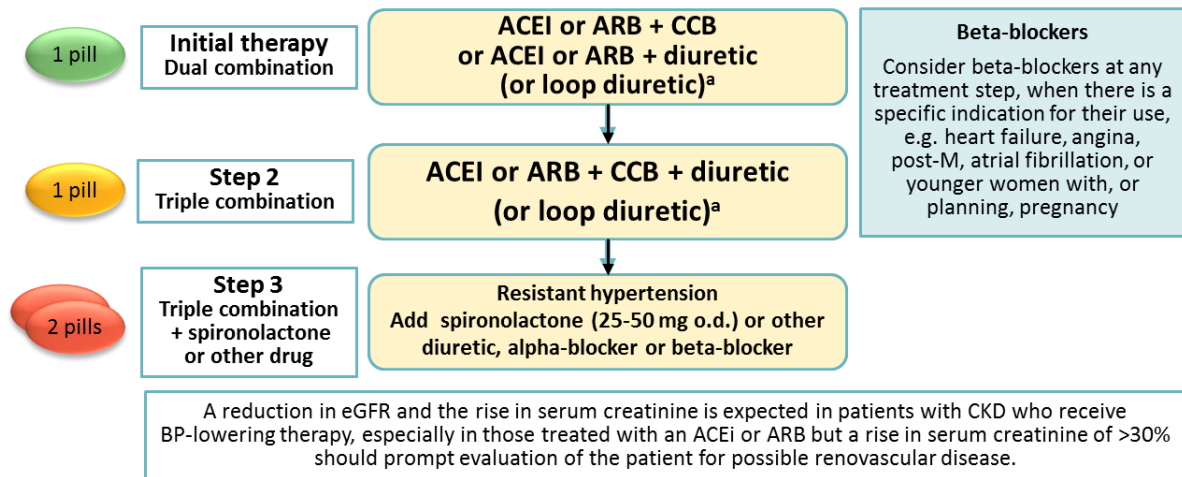 1 pill
Initial therapy
Dual combination
ACEI or ARB + CCB
or ACEI or ARB + diuretic
(or loop diuretic)ª
Beta-blockers
Consider beta-blockers at any
treatment step, when there is a
specific indication for their use,
e.g. heart failure, angina,
post-M, atrial fibrillation, or
younger women with, or
planning, pregnancy
1 pill
Step 2
Triple combination
ACEI or ARB + CCB + diuretic
(or loop diuretic)ª
2 pills
Step 3
Triple combination
+ spironolactone
or other drug
Resistant hypertension
Add spironolactone (25-50 mg o.d.) or other
diuretic, alpha-blocker or beta-blocker
A reduction in eGFR and the rise in serum creatinine is expected in patients with CKD who receive
BP-lowering therapy, especially in those treated with an ACEi or ARB but a rise in serum creatinine of >30%
should prompt evaluation of the patient for possible renovascular disease.